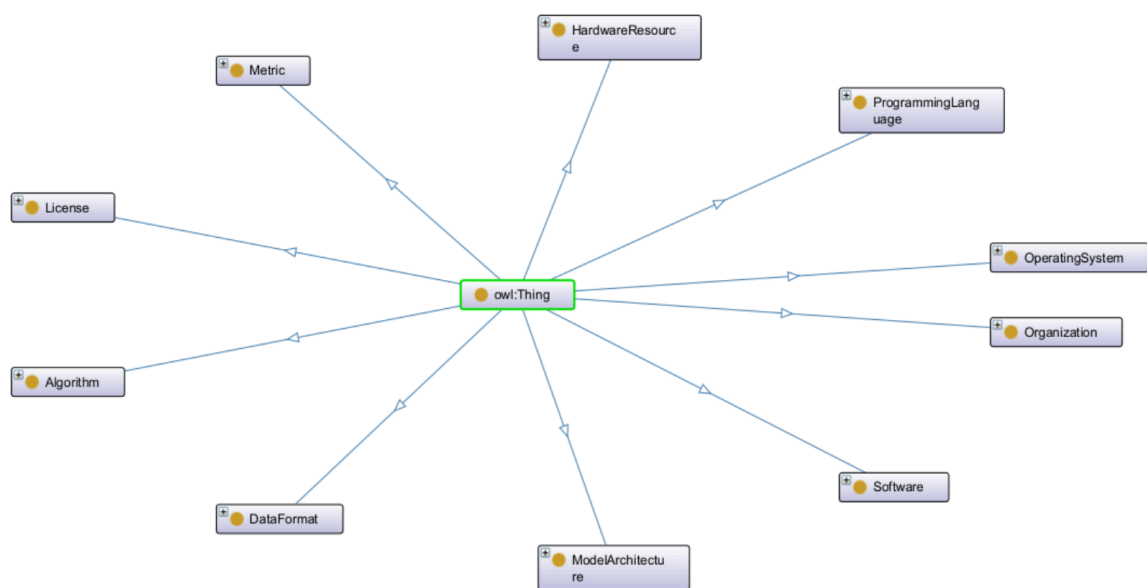 HardwareResourc
e
Metric
ProgrammingLang
uage
License
OperatingSystem
owl:Thing
Organization
Algorithm
Software
DataFormat
ModelArchitectu
re